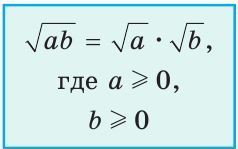 √ab = √a · √b,
где a ⩾ 0,
b ⩾ 0